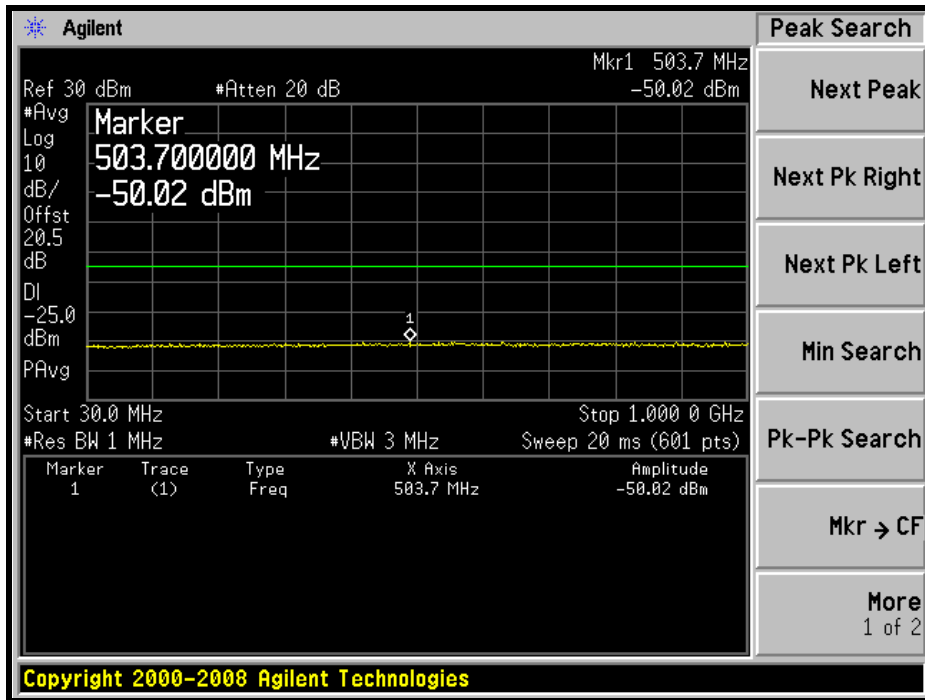 Agilent
Peak Search
Mkr1 503.7 MHz
Ref 30 dBm #Atten 20 dB -50.02 dBm
#Avg
Log
10
dB/
Offst
20.5
dB
DI
-25.0
dBm
PAvg
Marker
503.700000 MHz
-50.02 dBm
1
Start 30.0 MHz Stop 1.000 0 GHz
#Res BW 1 MHz #VBW 3 MHz Sweep 20 ms (601 pts)
Marker Trace Type X Axis Amplitude
1 (1) Freq 503.7 MHz -50.02 dBm
Next Peak
Next Pk Right
Next Pk Left
Min Search
Pk-Pk Search
Mkr → CF
More
1 of 2
Copyright 2000-2008 Agilent Technologies